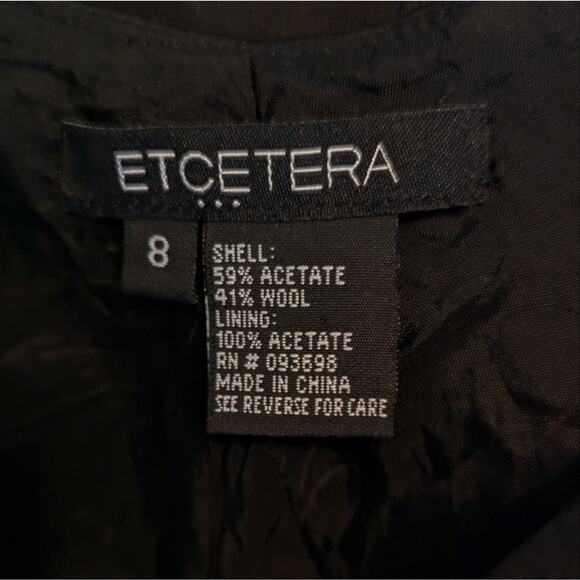 ETCETERA
...
8
SHELL:
59% ACETATE
41% WOOL
LINING:
100% ACETATE
RN # 093698
MADE IN CHINA
SEE REVERSE FOR CARE